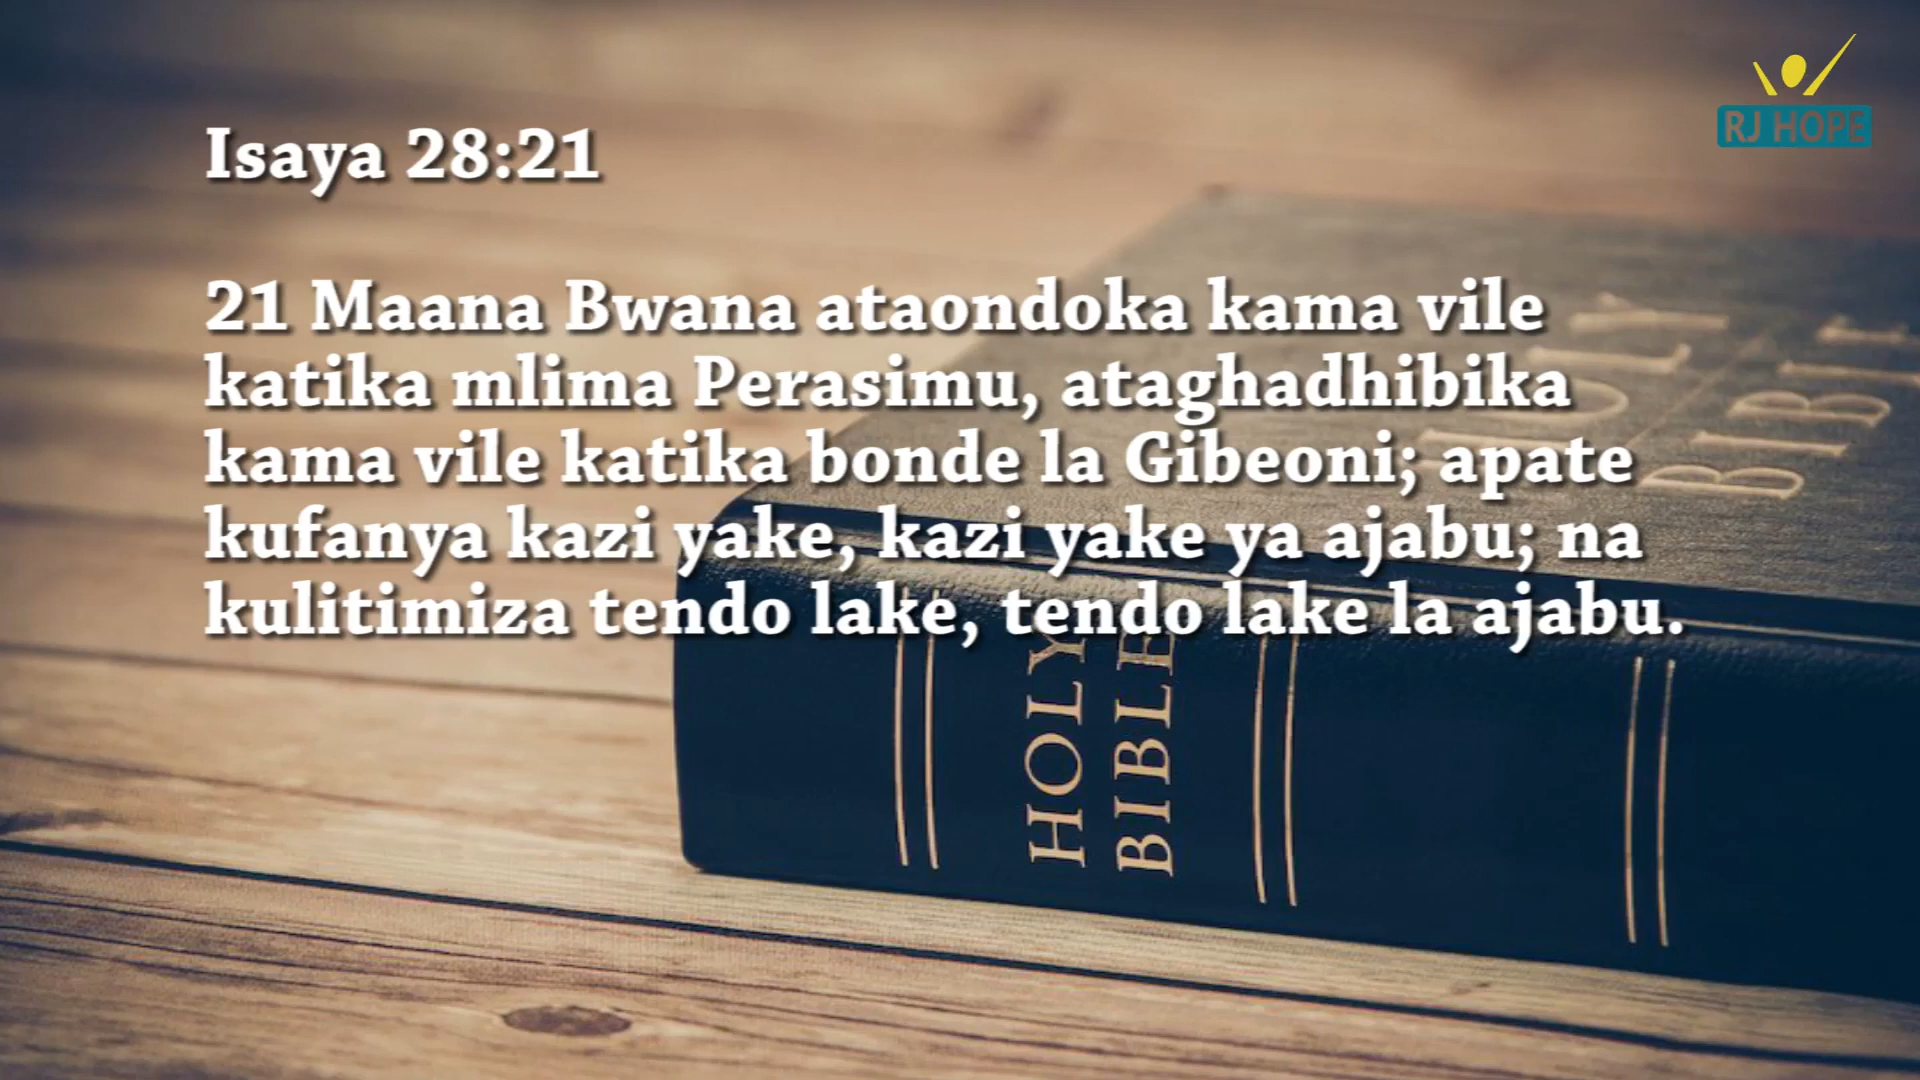 RJ HOPE
Isaya 28:21
21 Maana Bwana ataondoka kama vile
katika mlima Perasimu, ataghadhibika
kama vile katika bonde la Gibeoni; apate
kufanya kazi yake, kazi yake ya ajabu; na
kulitimiza tendo lake, tendo lake la ajabu.
HOLY
BIBLE
HOLY
BIBLE